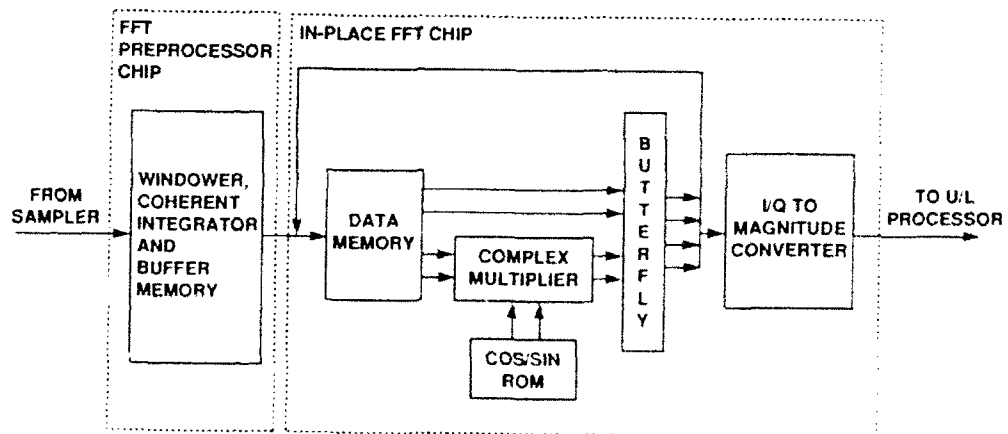 FFT
PREPROCESSOR
CHIP
IN-PLACE FFT CHIP
FROM
SAMPLER
WINDOWER,
COHERENT
INTEGRATOR
AND
BUFFER
MEMORY
DATA
MEMORY
COMPLEX
MULTIPLIER
COS/SIN
ROM
B
U
T
T
E
R
F
L
Y
I/Q TO
MAGNITUDE
CONVERTER
TO U/L
PROCESSOR